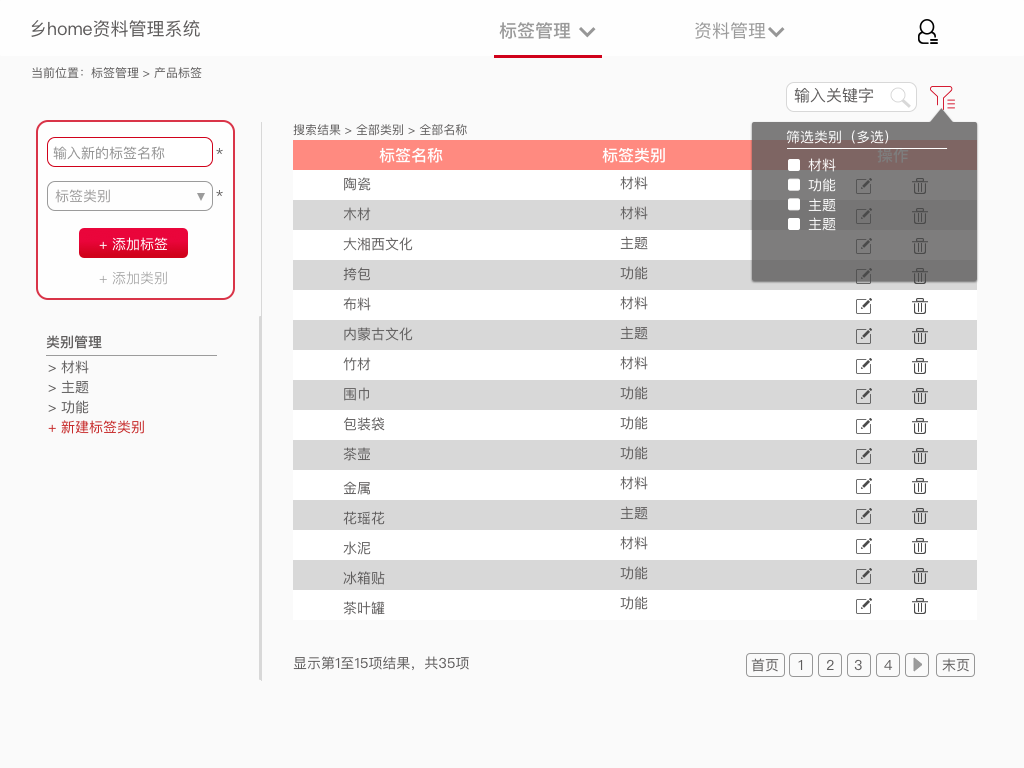 乡home资料管理系统
标签管理
资料管理
当前位置：标签管理 > 产品标签
输入关键字
搜索结果 > 全部类别 > 全部名称
输入新的标签名称 *
标签类别 ▼ *
+ 添加标签
+ 添加类别
类别管理
> 材料
> 主题
> 功能
+ 新建标签类别
筛选类别（多选）
材料
功能
主题
主题
标签名称 标签类别 操作
陶瓷 材料
木材 材料
大湘西文化 主题
挎包 功能
布料 材料
内蒙古文化 主题
竹材 材料
围巾 功能
包装袋 功能
茶壶 功能
金属 材料
花瑶花 主题
水泥 材料
冰箱贴 功能
茶叶罐 功能
显示第1至15项结果，共35项
首页 1 2 3 4 末页